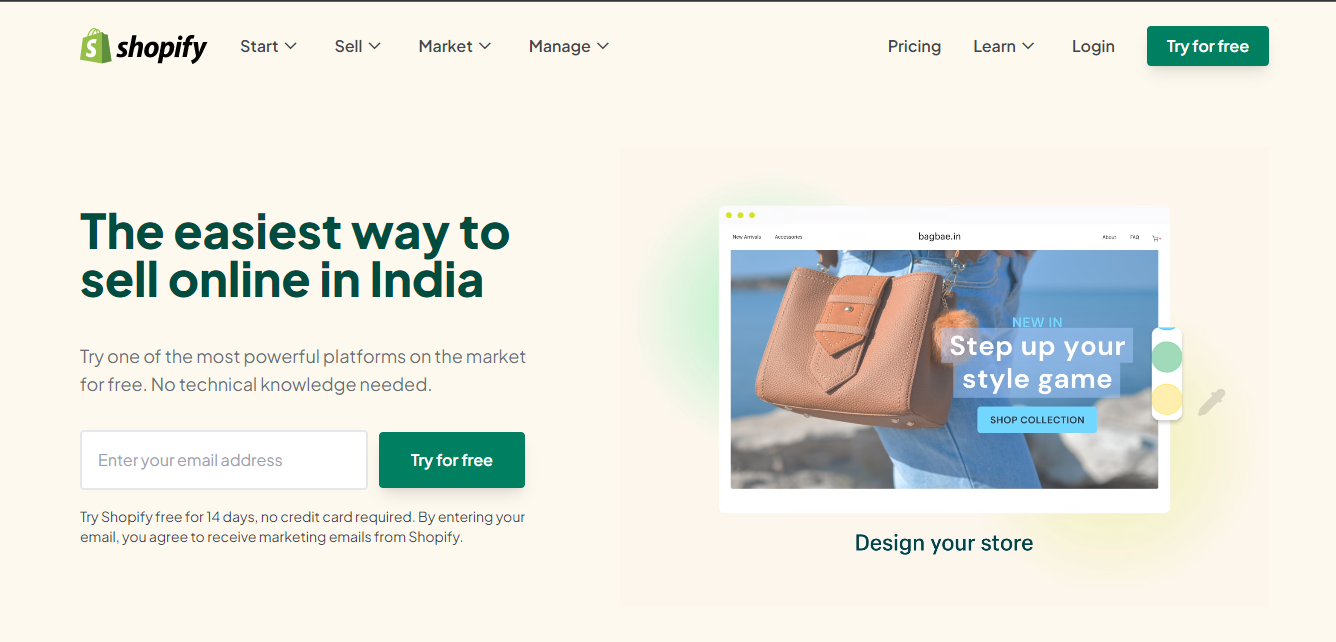 shopify
Start
Sell
Market
Manage
Pricing
Learn
Login
Try for free
The easiest way to
sell online in India
Try one of the most powerful platforms on the market
for free. No technical knowledge needed.
Enter your email address
Try for free
Try Shopify free for 14 days, no credit card required. By entering your
email, you agree to receive marketing emails from Shopify.
New Arrivals
Accessories
bagbae.in
About
FAQ
NEW IN
Step up your
style game
SHOP COLLECTION
Design your store